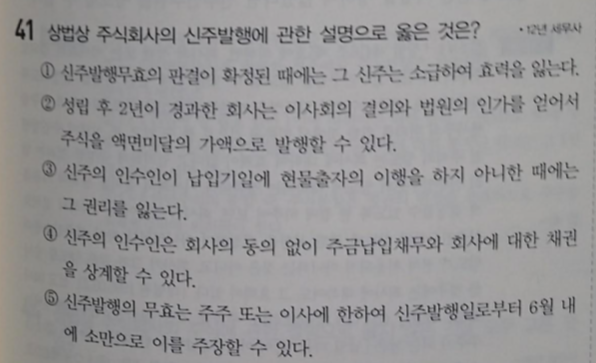 41 상법상 주식회사의 신주발행에 관한 설명으로 옳은 것은? • 12년 세무사
① 신주발행무효의 판결이 확정된 때에는 그 신주는 소급하여 효력을 잃는다.
② 성립 후 2년이 경과한 회사는 이사회의 결의와 법원의 인가를 얻어서
주식을 액면미달의 가액으로 발행할 수 있다.
③ 신주의 인수인이 납입기일에 현물출자의 이행을 하지 아니한 때에는
그 권리를 잃는다.
④ 신주의 인수인은 회사의 동의 없이 주금납입채무와 회사에 대한 채권
을 상계할 수 있다.
⑤ 신주발행의 무효는 주주 또는 이사에 한하여 신주발행일로부터 6월 내
에 소만으로 이를 주장할 수 있다.